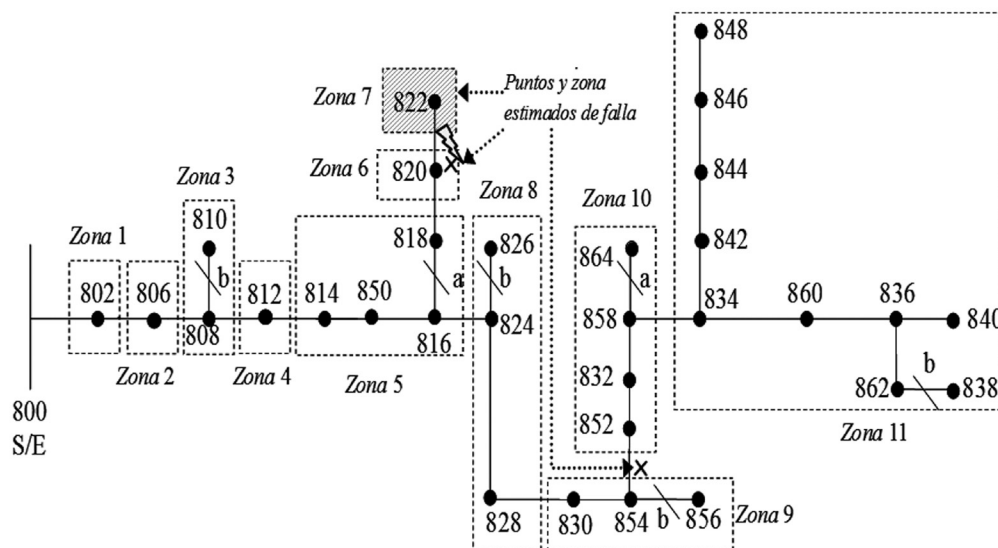 848
Puntos y zona
estimados de falla
Zona 7
822
846
Zona 6
820
844
Zona 3
Zona 8
Zona 10
810
818
826
864
842
Zona 1
b
a
b
a
802
806
808
812
814
850
816
824
858
834
860
836
840
Zona 2
Zona 4
Zona 5
832
862
b
838
800
S/E
852
Zona 11
X
X
828
830
854
b
856
Zona 9